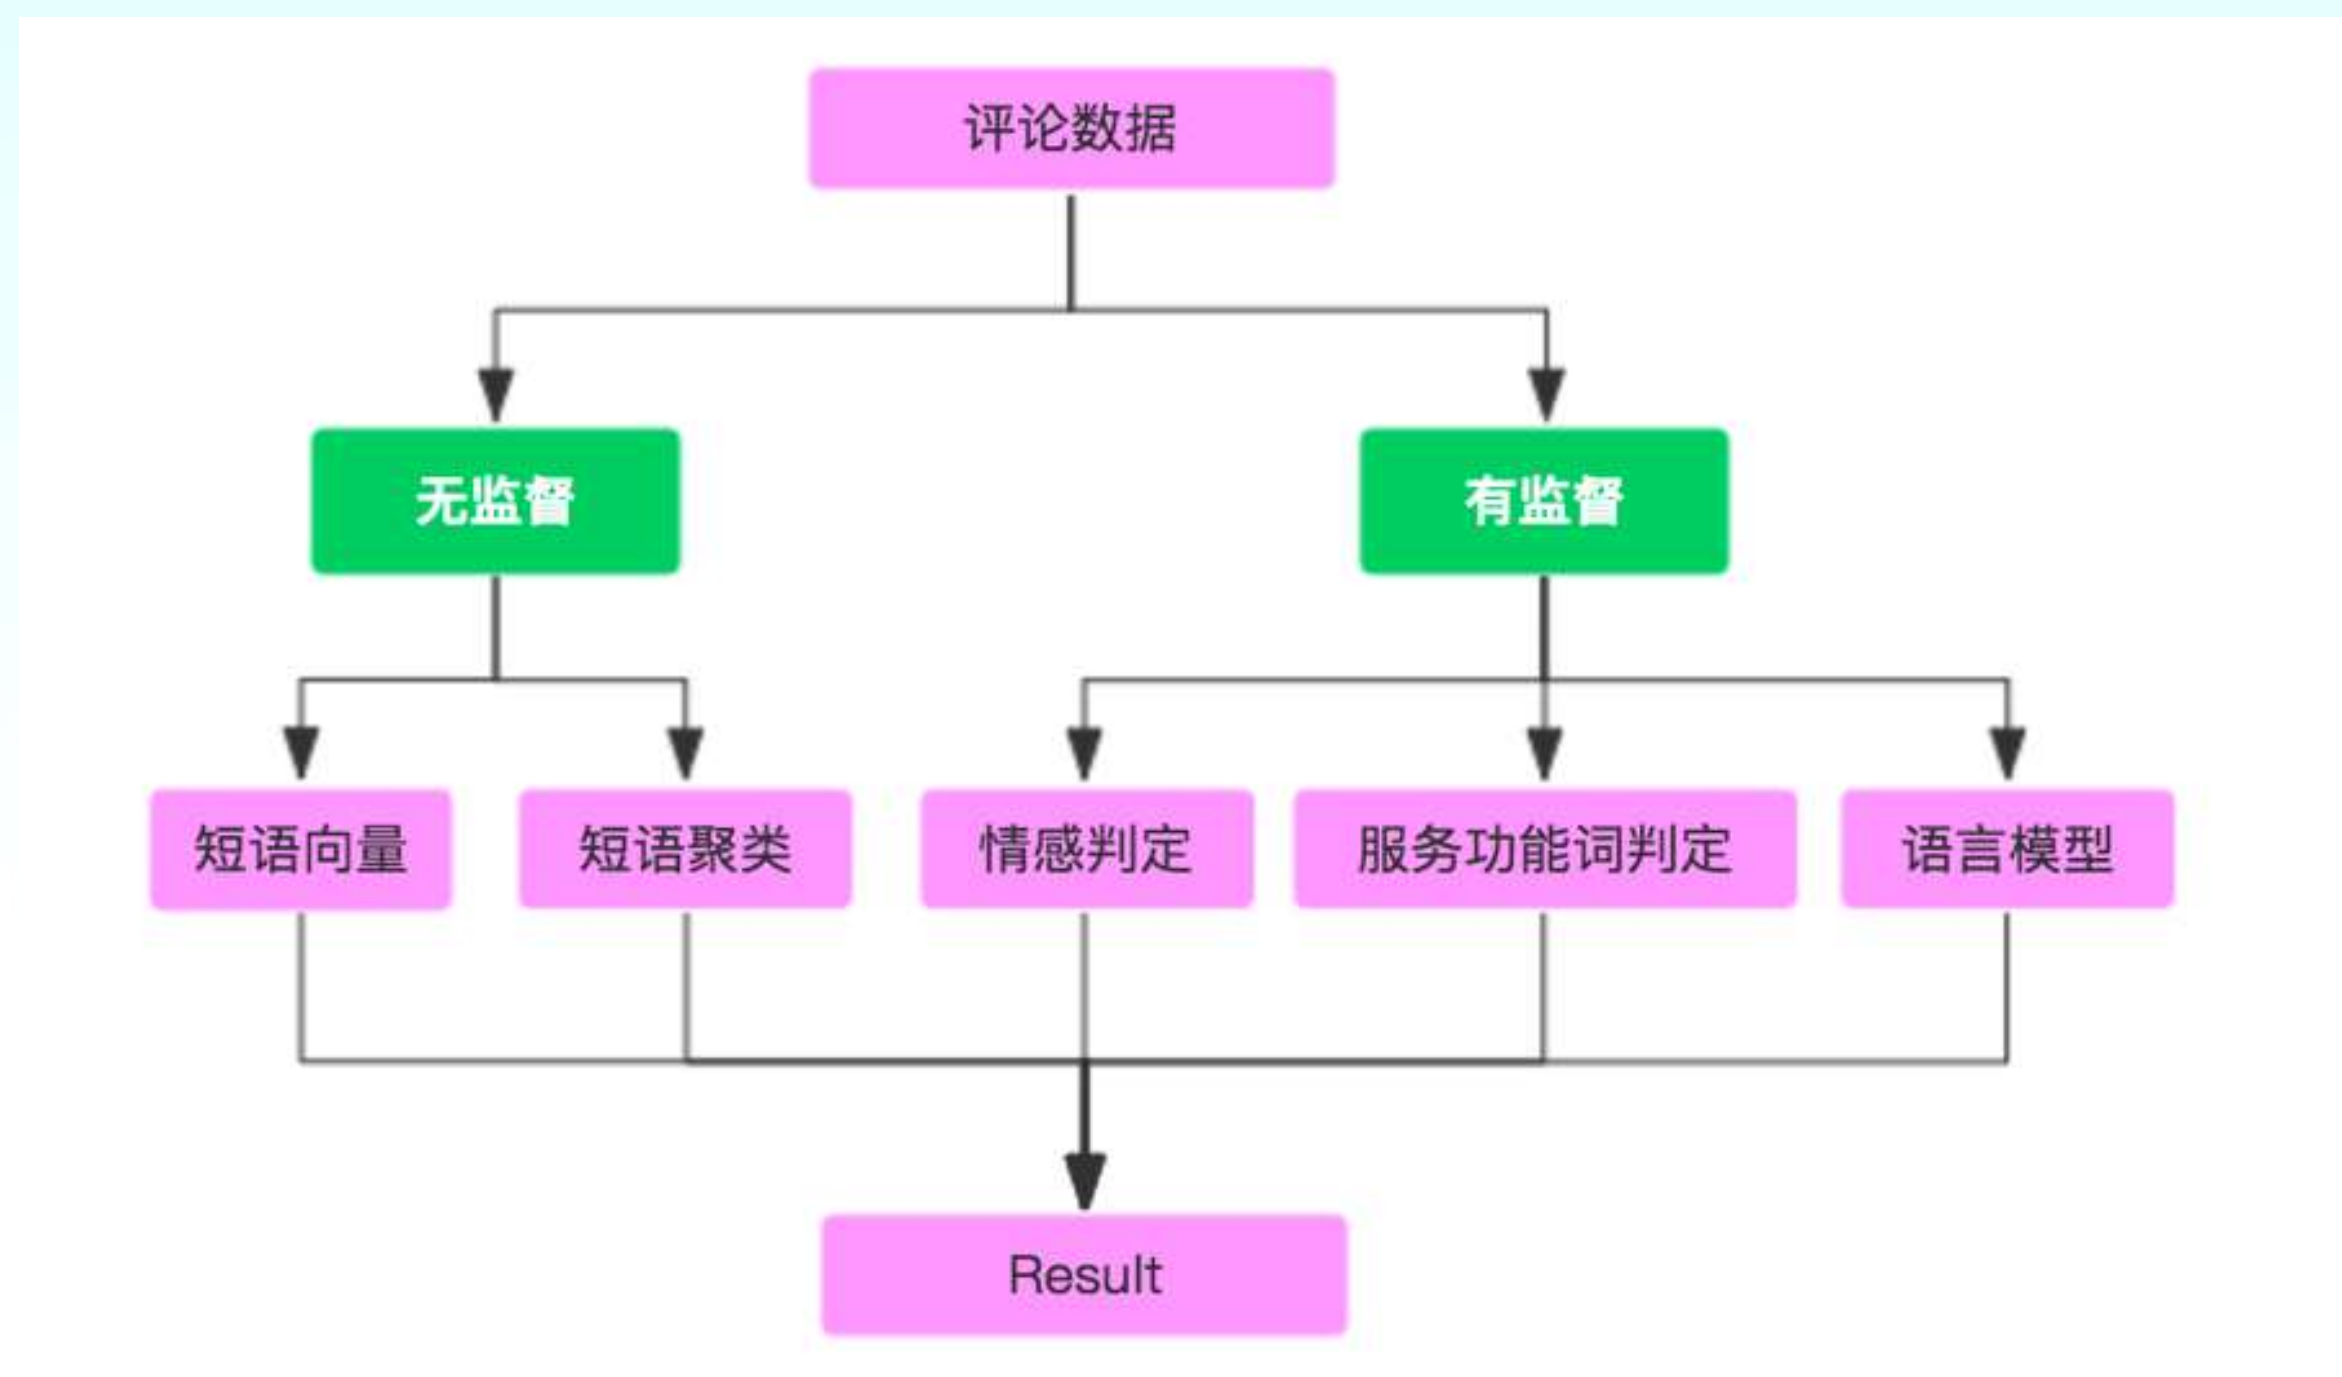 评论数据
无监督
有监督
短语向量
短语聚类
情感判定
服务功能词判定
语言模型
Result